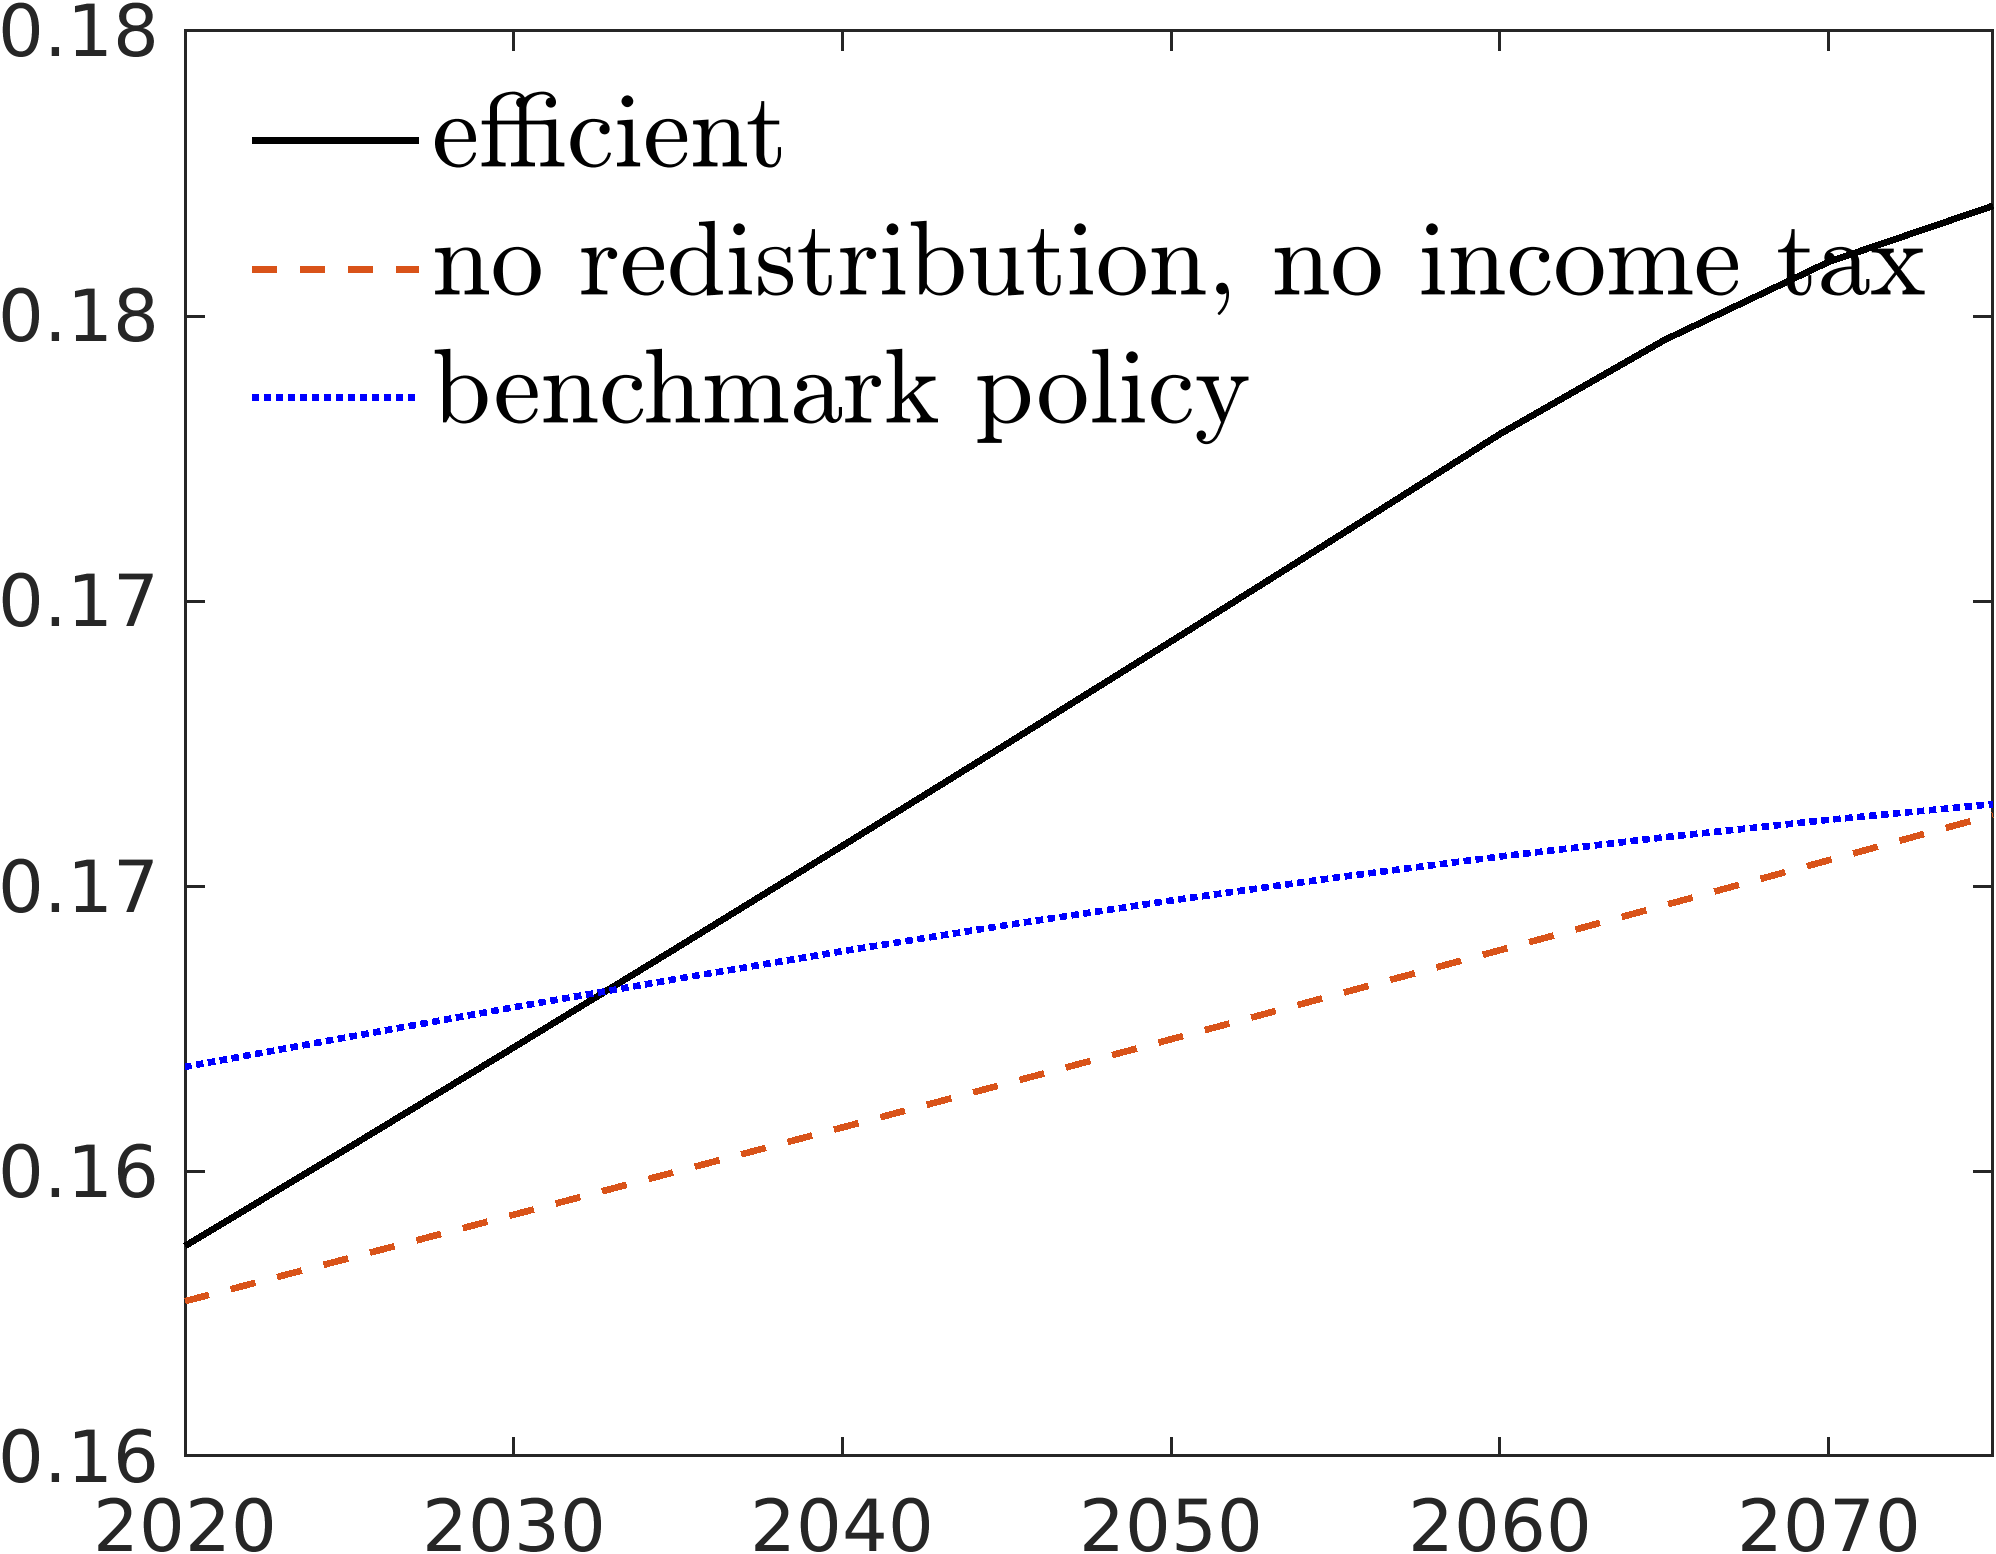 0.18
efficient
no redistribution, no income tax
0.18
benchmark policy
0.17
0.17
0.16
0.16
2020 2030 2040 2050 2060 2070